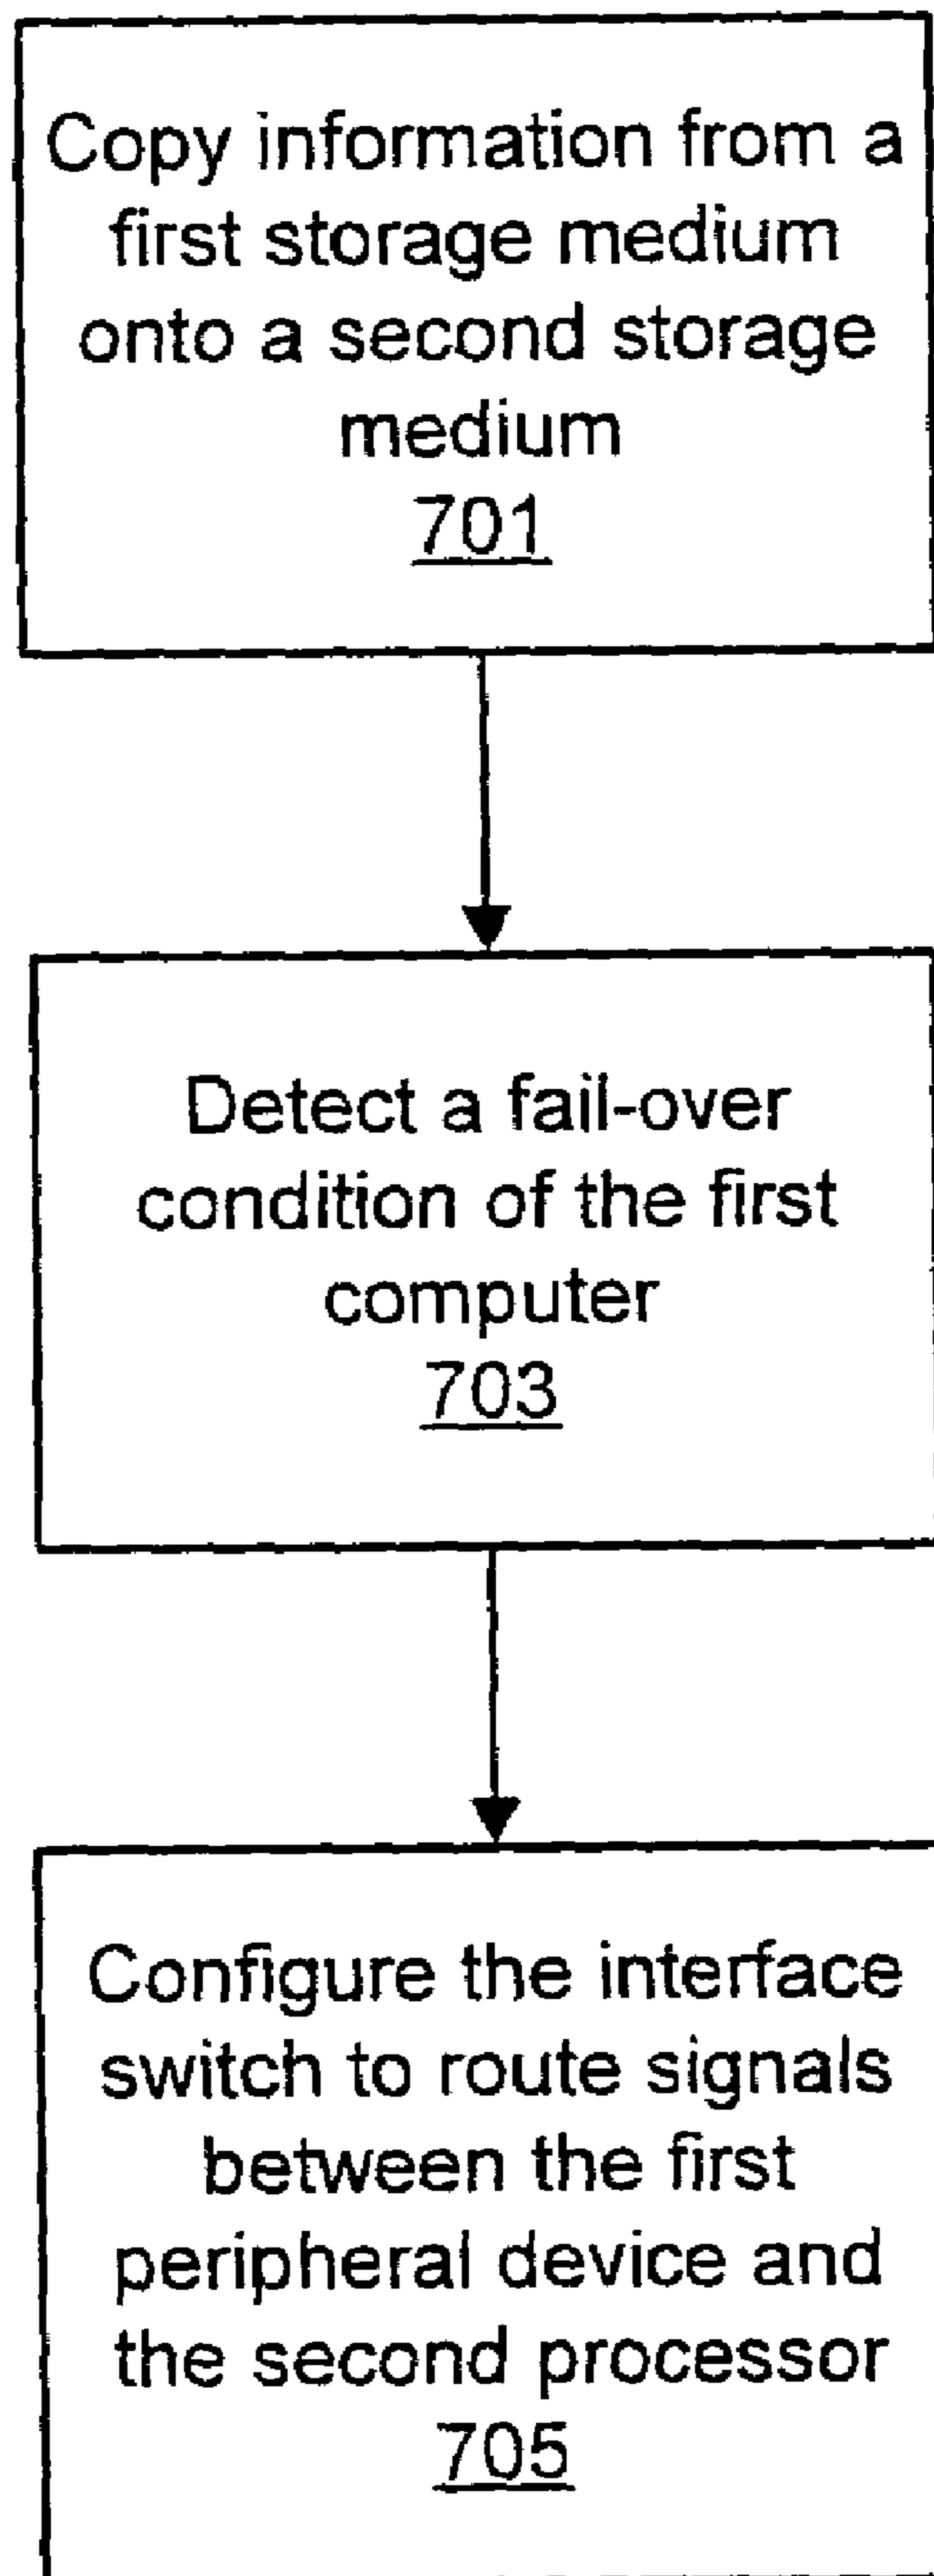 Copy information from a
first storage medium
onto a second storage
medium
701
Detect a fail-over
condition of the first
computer
703
Configure the interface
switch to route signals
between the first
peripheral device and
the second processor
705